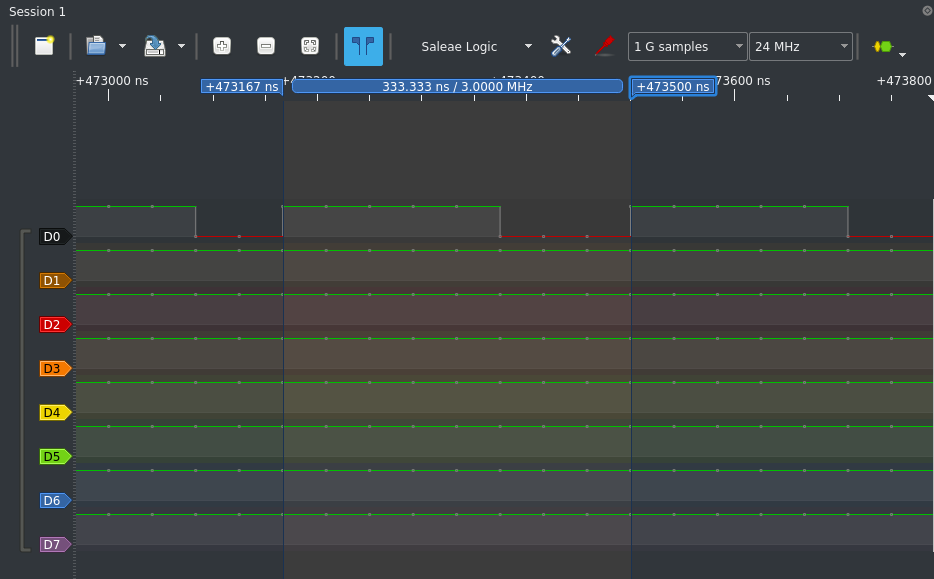 Session 1
Saleae Logic 1 G samples 24 MHz
+473000 ns +473200 +473400 73600 ns +473800
+473167 ns 333.333 ns / 3.0000 MHz +473500 ns
D0
D1
D2
D3
D4
D5
D6
D7